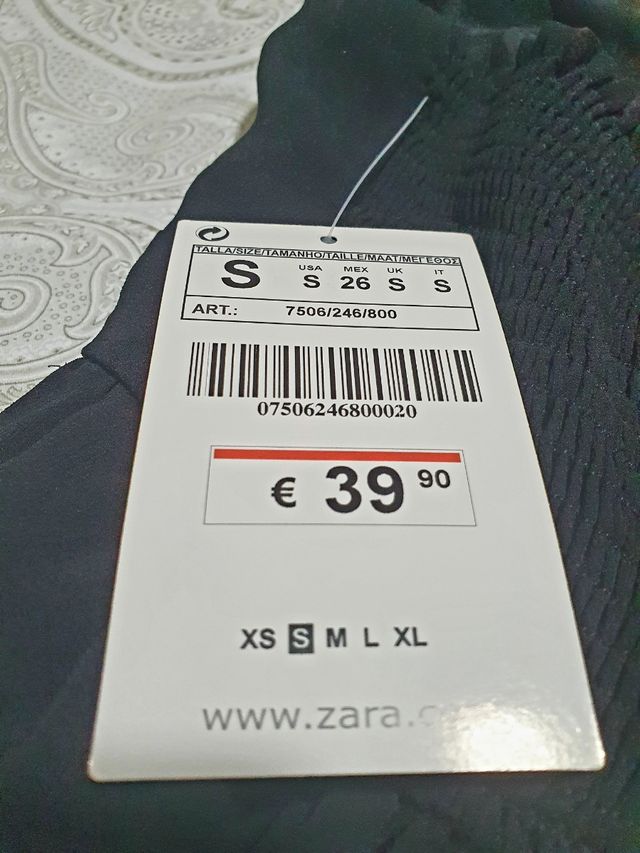 TALLA/SIZE/TAMANHO/TAILLE/MAAT/ΜΕΓΕΘΟΣ
USA MEX UK IT
S S 26 S S
ART.: 7506/246/800
07506246800020
€ 39 90
XS S M L XL
www.zara.c